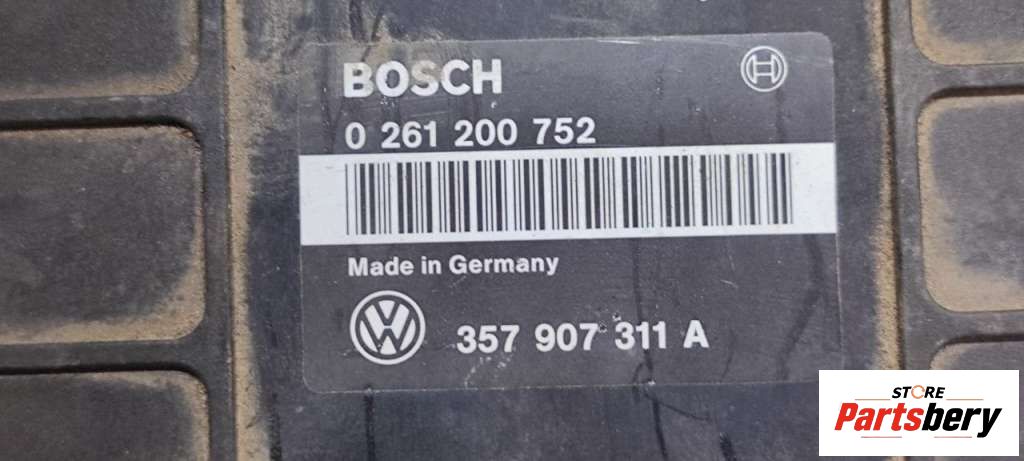 BOSCH
0 261 200 752
Made in Germany
357 907 311 A
STORE
Partsbery